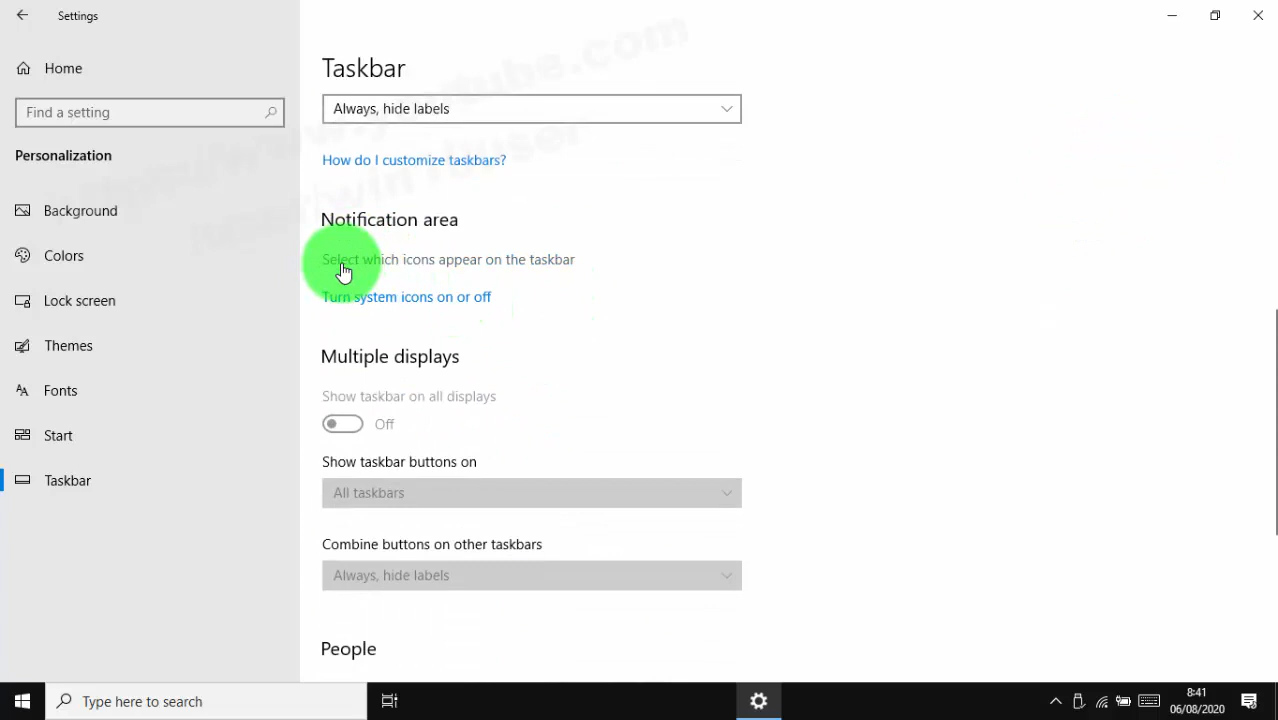 Settings
Home
Find a setting
Personalization
Background
Colors
Lock screen
Themes
Fonts
Start
Taskbar
Taskbar
Always, hide labels
How do I customize taskbars?
Notification area
Select which icons appear on the taskbar
Turn system icons on or off
Multiple displays
Show taskbar on all displays
Off
Show taskbar buttons on
All taskbars
Combine buttons on other taskbars
Always, hide labels
People
Type here to search
8:41
06/08/2020